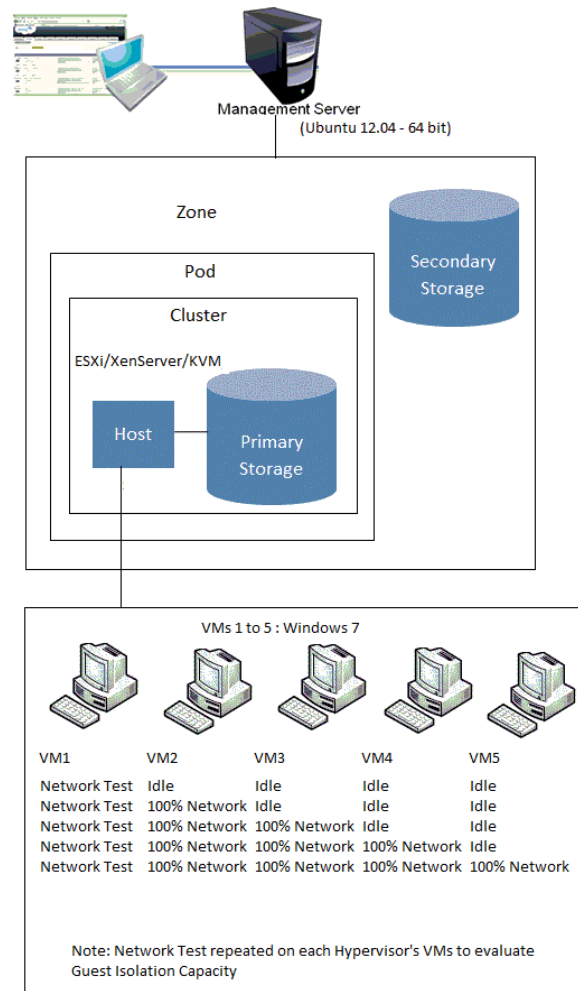 Management Server
(Ubuntu 12.04 - 64 bit)
Zone
Secondary
Storage
Pod
Cluster
ESXi/XenServer/KVM
Host
Primary
Storage
VMs 1 to 5 : Windows 7
VM1 VM2 VM3 VM4 VM5
Network Test Idle Idle Idle Idle
Network Test 100% Network Idle Idle Idle
Network Test 100% Network 100% Network Idle Idle
Network Test 100% Network 100% Network 100% Network Idle
Network Test 100% Network 100% Network 100% Network 100% Network
Note: Network Test repeated on each Hypervisor's VMs to evaluate
Guest Isolation Capacity